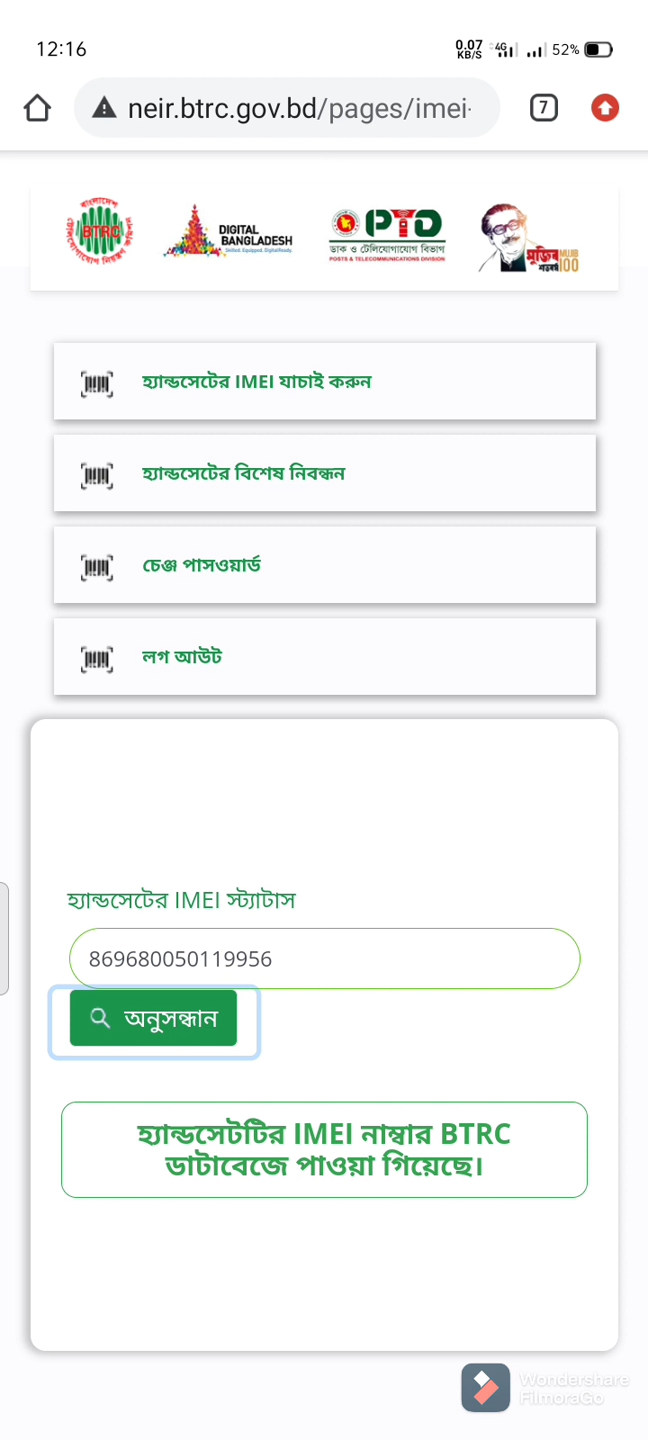 12:16
0.07 KB/S 4G 52%
neir.btrc.gov.bd/pages/imei-
7
BTRC
DIGITAL
BANGLADESH
PTD
ডাক ও টেলিযোগাযোগ বিভাগ
POSTS & TELECOMMUNICATIONS DIVISION
মুজিব MUJIB
শতবর্ষ 100
হ্যান্ডসেটের IMEI যাচাই করুন
হ্যান্ডসেটের বিশেষ নিবন্ধন
চেঞ্জ পাসওয়ার্ড
লগ আউট
হ্যান্ডসেটের IMEI স্ট্যাটাস
869680050119956
অনুসন্ধান
হ্যান্ডসেটটির IMEI নাম্বার BTRC
ডাটাবেজে পাওয়া গিয়েছে।
Wondershare
FilmoraGo